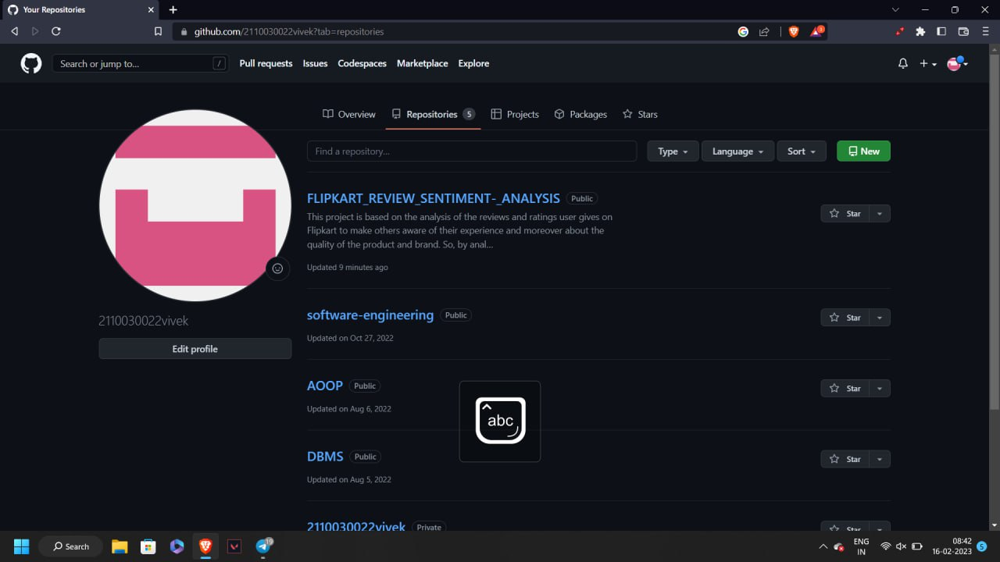 Your Repositories
github.com/2110030022vivek?tab=repositories
Search or jump to... /
Pull requests Issues Codespaces Marketplace Explore
Overview Repositories 5 Projects Packages Stars
Find a repository...
Type Language Sort New
FLIPKART_REVIEW_SENTIMENT-_ANALYSIS Public
Star
This project is based on the analysis of the reviews and ratings user gives on
Flipkart to make others aware of their experience and moreover about the
quality of the product and brand. So, by anal...
Updated 9 minutes ago
2110030022vivek
Edit profile
software-engineering Public
Star
Updated on Oct 27, 2022
AOOP Public
Star
Updated on Aug 6, 2022
abc
DBMS Public
Star
Updated on Aug 5, 2022
2110030022vivek Private
Star
Search
19
ENG
IN
08:42
16-02-2023
5